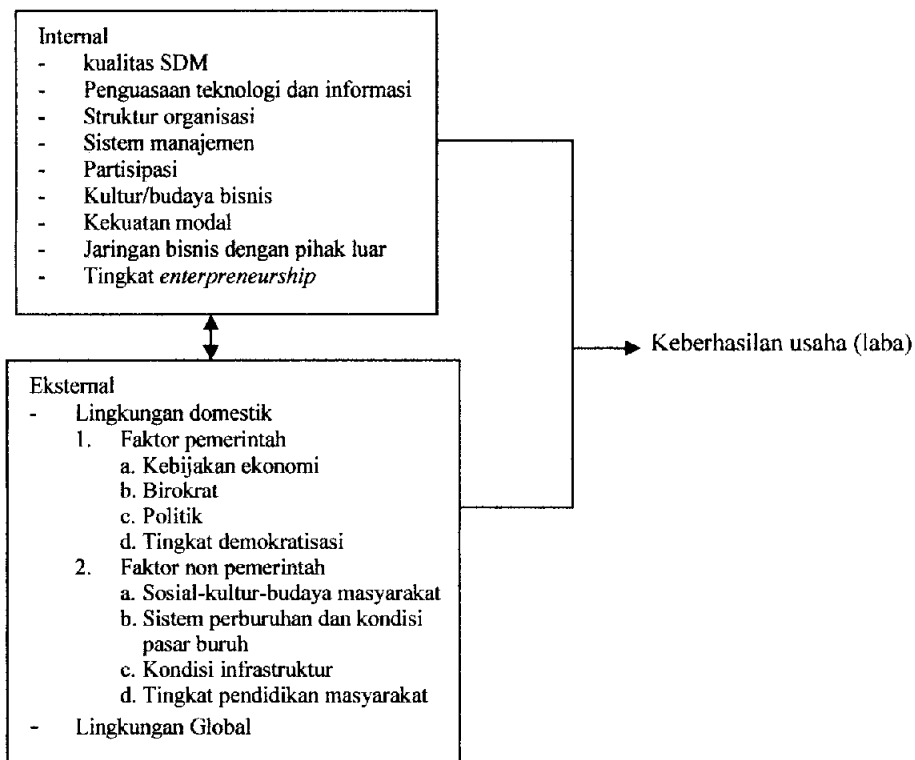 Internal
- kualitas SDM
- Penguasaan teknologi dan informasi
- Struktur organisasi
- Sistem manajemen
- Partisipasi
- Kultur/budaya bisnis
- Kekuatan modal
- Jaringan bisnis dengan pihak luar
- Tingkat enterpreneurship
Keberhasilan usaha (laba)
Eksternal
- Lingkungan domestik
1. Faktor pemerintah
a. Kebijakan ekonomi
b. Birokrat
c. Politik
d. Tingkat demokratisasi
2. Faktor non pemerintah
a. Sosial-kultur-budaya masyarakat
b. Sistem perburuhan dan kondisi
pasar buruh
c. Kondisi infrastruktur
d. Tingkat pendidikan masyarakat
- Lingkungan Global